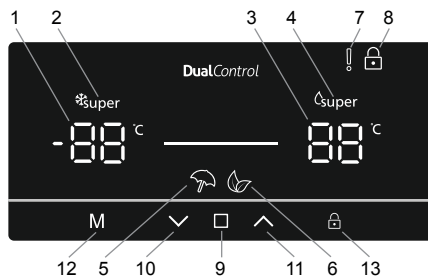 1 2 3 4 7 8
DualControl
super super
-88 °C 88 °C
M
12 5 10 9 11 6 13